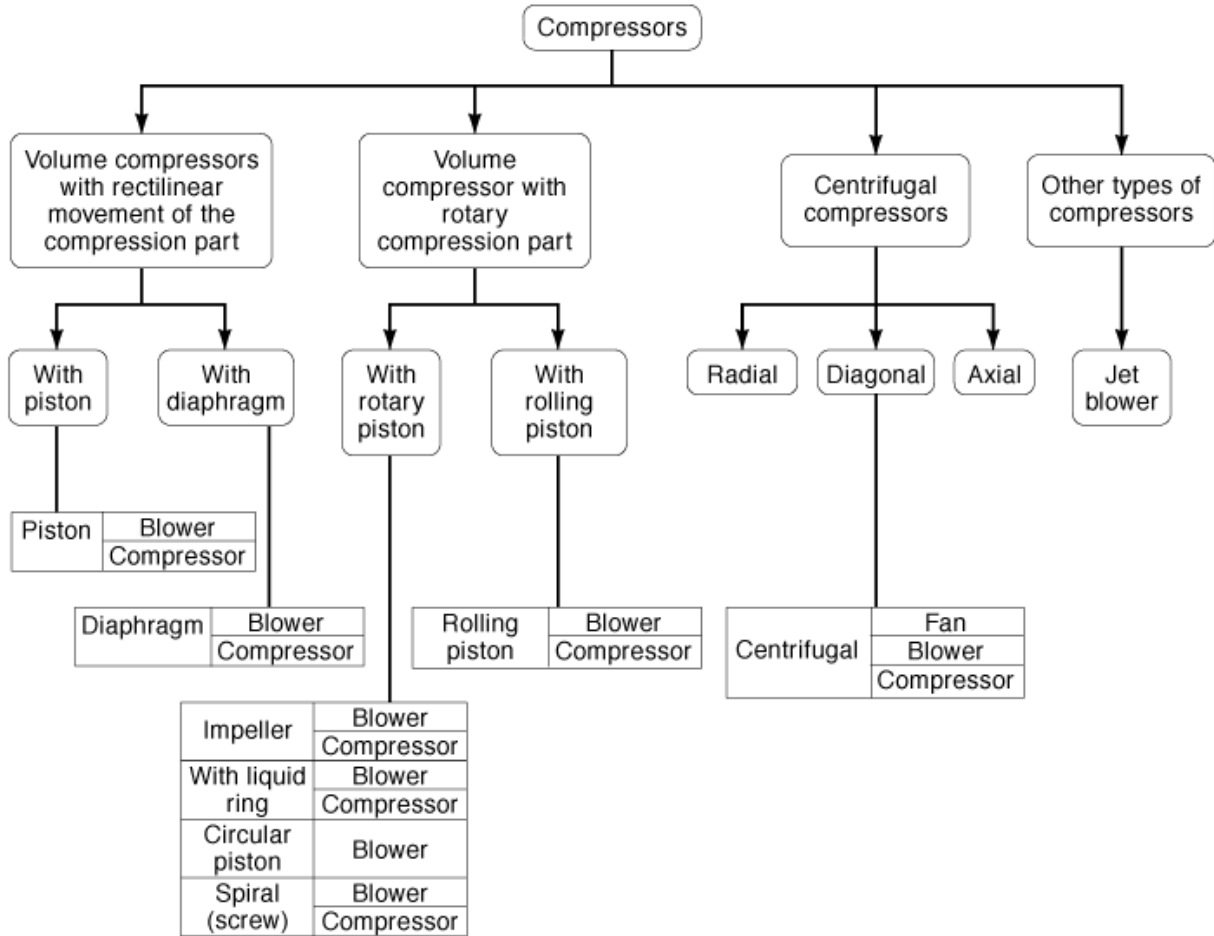 Compressors
Volume compressors
with rectilinear
movement of the
compression part
Volume
compressor with
rotary
compression part
Centrifugal
compressors
Other types of
compressors
With
piston
With
diaphragm
With
rotary
piston
With
rolling
piston
Radial
Diagonal
Axial
Jet
blower
Piston
Blower
Compressor
Diaphragm
Blower
Compressor
Rolling
piston
Blower
Compressor
Centrifugal
Fan
Blower
Compressor
Impeller
Blower
Compressor
With liquid
ring
Blower
Compressor
Circular
piston
Blower
Spiral
(screw)
Blower
Compressor